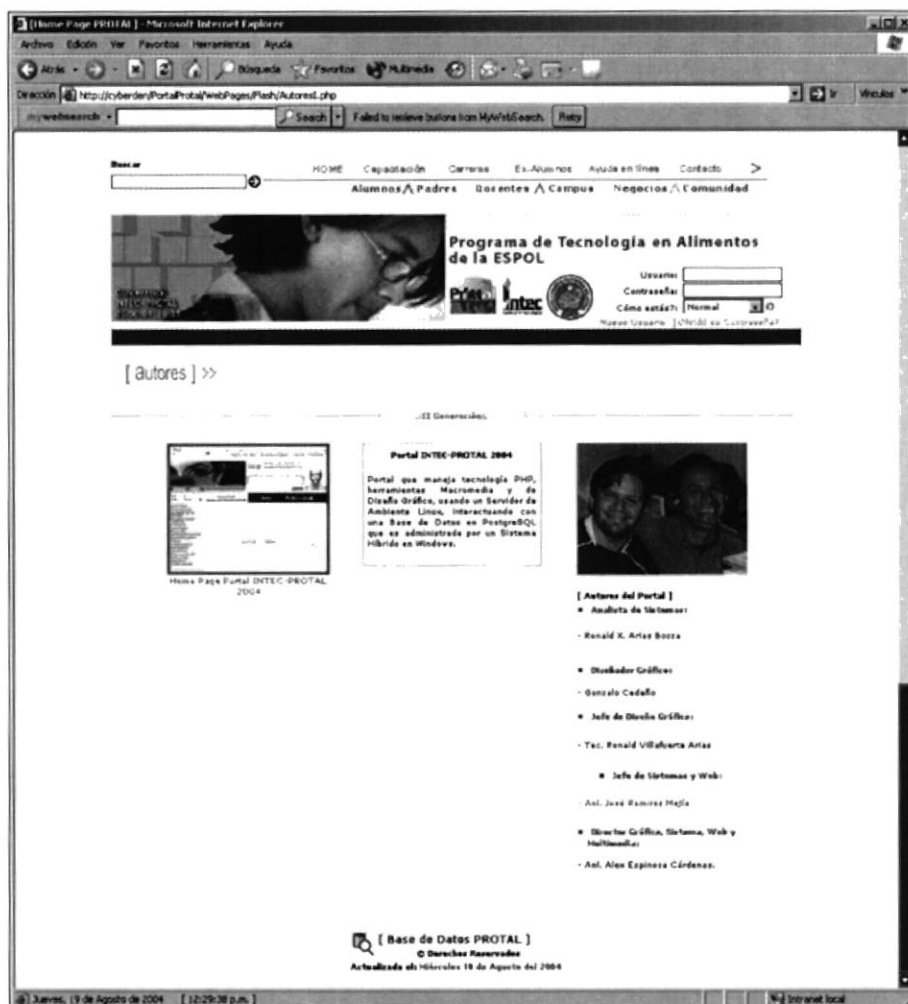 [Home Page PROTAL] - Microsoft Internet Explorer
Archivo Edición Ver Favoritos Herramientas Ayuda
Atrás Búsqueda Favoritos Multimedia
Dirección http://cyberden/PortalProtal/WebPages/Flash/Autores1.php Ir Vínculos
mywebsearch Search Failed to retrieve buttons from MyWebSearch. Retry
Buscar
HOME Capacitación Carreras Ex-Alumnos Ayuda en línea Contacto >
Alumnos Padres Docentes Campus Negocios Comunidad
Programa de Tecnología en Alimentos
de la ESPOL
Usuario:
Contraseña:
Intec
Cómo estás?: Normal
Nuevo Usuario | Olvidó su Contraseña?
[ autores ] >>
Generación
Portal INTEC-PROTAL 2004
Portal que maneja tecnología PHP,
herramientas Macromedia y de
Diseño Gráfico, usando un Servidor de
Ambiente Linux, interactuando con
una Base de Datos en PostgreSQL
que es administrada por un Sistema
Híbrido en Windows.
Home Page Portal INTEC-PROTAL
2004
[ Autores del Portal ]
Analista de Sistemas:
- Ronald X. Arias Bozza
Diseñador Gráfico:
- Gonzalo Cedeño
Jefe de Diseño Gráfico:
- Tec. Ronald Villafuerte Arias
Jefe de Sistemas y Web:
- Anl. José Ramírez Mejía
Director Gráfico, Sistema, Web y
Multimedia:
- Anl. Alex Espinosa Cárdenas.
[ Base de Datos PROTAL ]
© Derechos Reservados
Actualizado el: Miércoles 18 de Agosto del 2004
Jueves, 19 de Agosto de 2004 [12:29:38 p.m. ] Intranet local